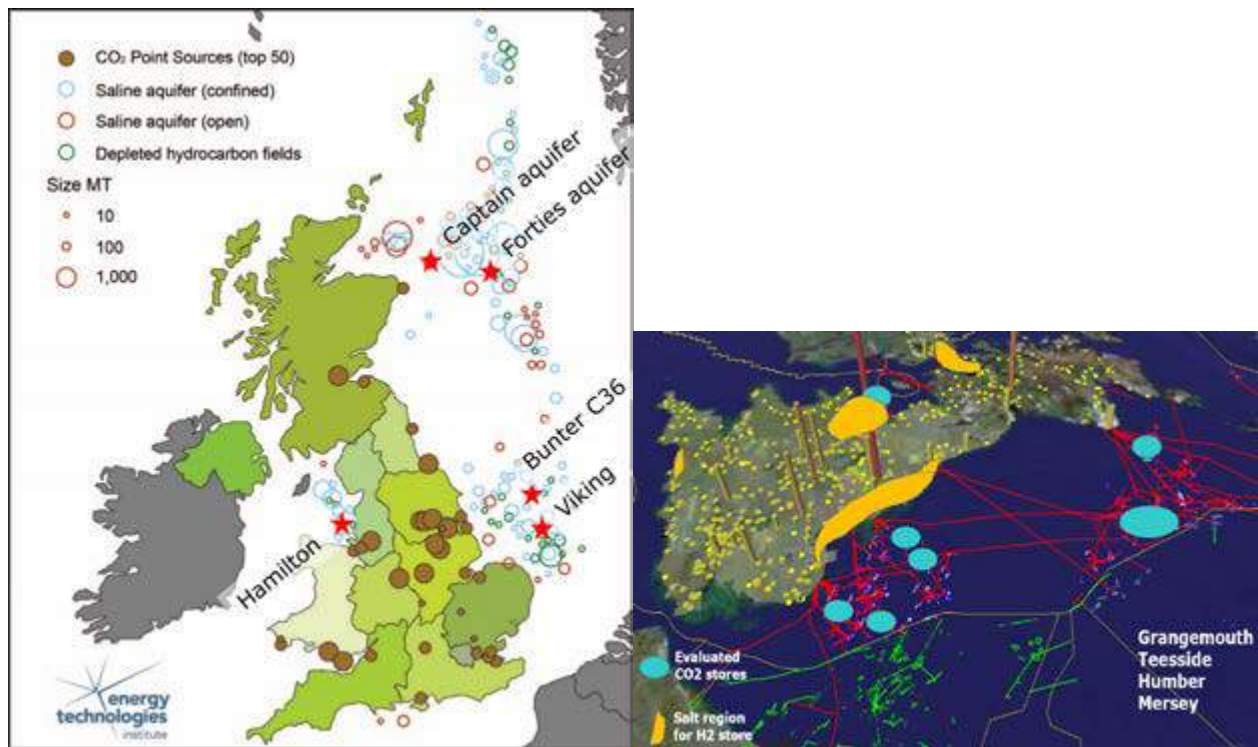 CO₂ Point Sources (top 50)
Saline aquifer (confined)
Saline aquifer (open)
Depleted hydrocarbon fields
Size MT
10
100
1,000
Captain aquifer
Forties aquifer
Bunter C36
Viking
Hamilton
energy
technologies
institute
Evaluated
CO2 stores
Salt region
for H2 store
Grangemouth
Teesside
Humber
Mersey